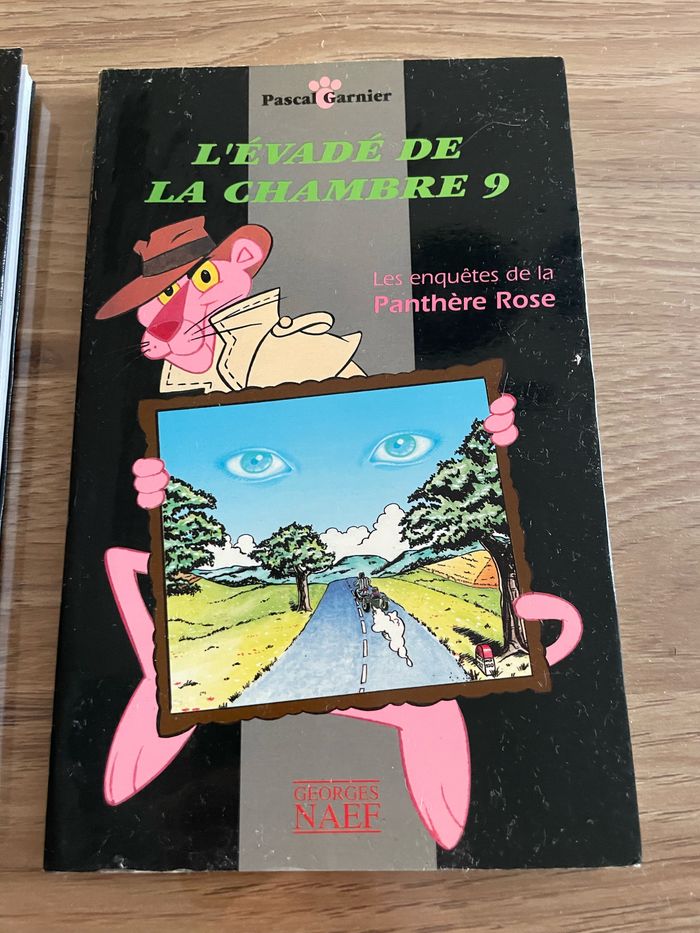 Pascal Garnier
L'ÉVADÉ DE
LA CHAMBRE 9
Les enquêtes de la
Panthère Rose
GEORGES
NAEF